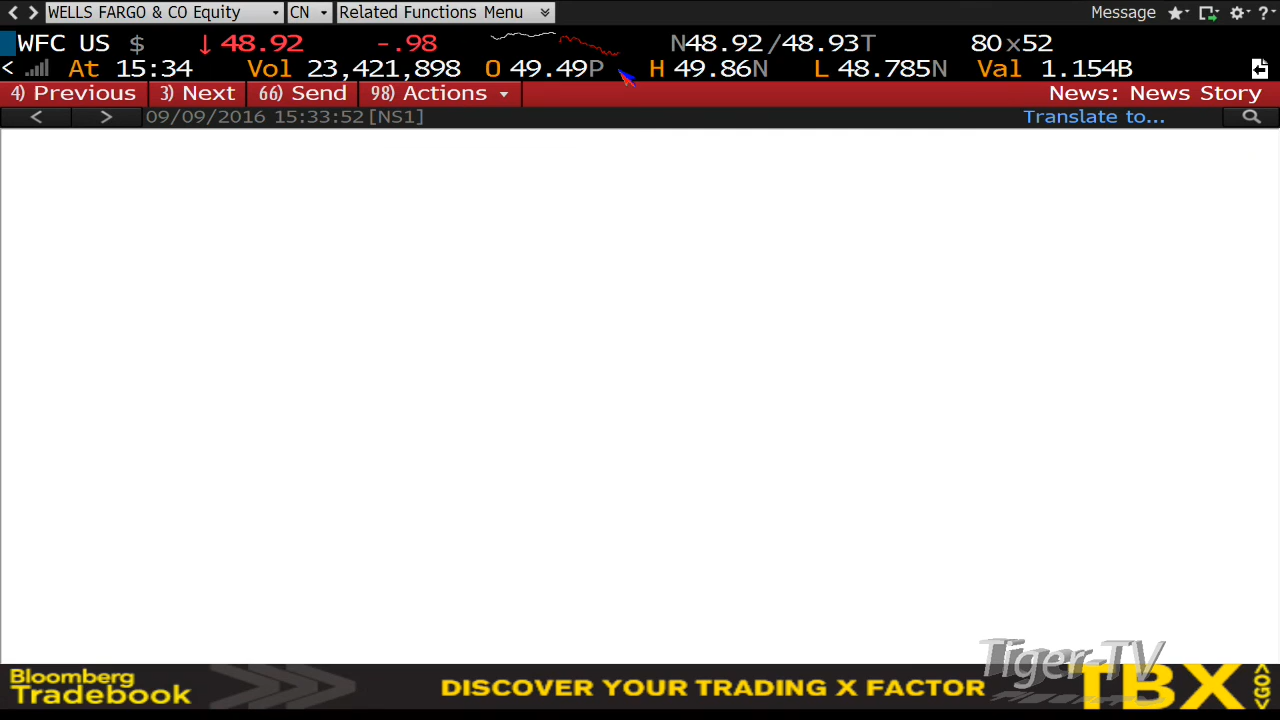 WELLS FARGO & CO Equity CN Related Functions Menu Message
WFC US $ ↓ 48.92 -.98 N48.92/48.93T 80x52
< At 15:34 Vol 23,421,898 O 49.49P H 49.86N L 48.785N Val 1.154B
4) Previous 3) Next 66) Send 98) Actions News: News Story
< > 09/09/2016 15:33:52 [NS1] Translate to...
Tiger-TV
Bloomberg
Tradebook
DISCOVER YOUR TRADING X FACTOR
TBX
<GO>